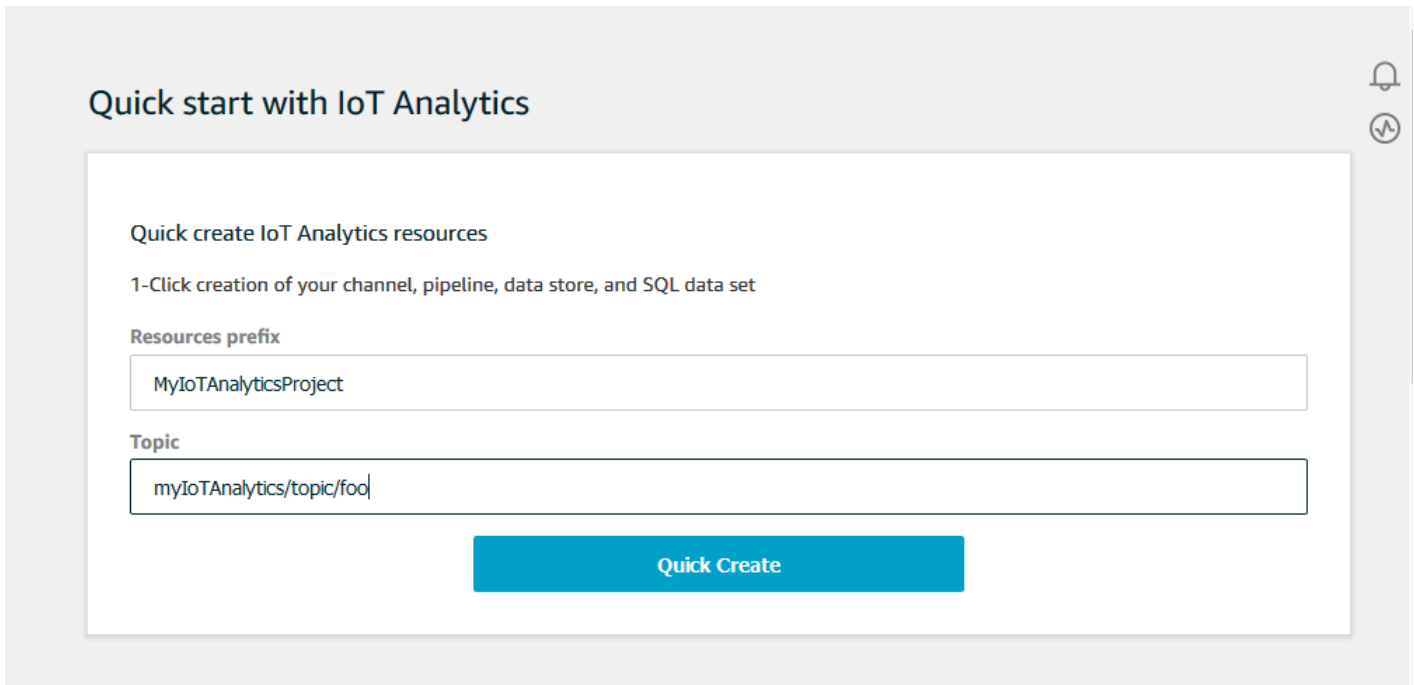 Quick start with IoT Analytics
Quick create IoT Analytics resources
1-Click creation of your channel, pipeline, data store, and SQL data set
Resources prefix
MyIoTAnalyticsProject
Topic
myIoTAnalytics/topic/foo
Quick Create